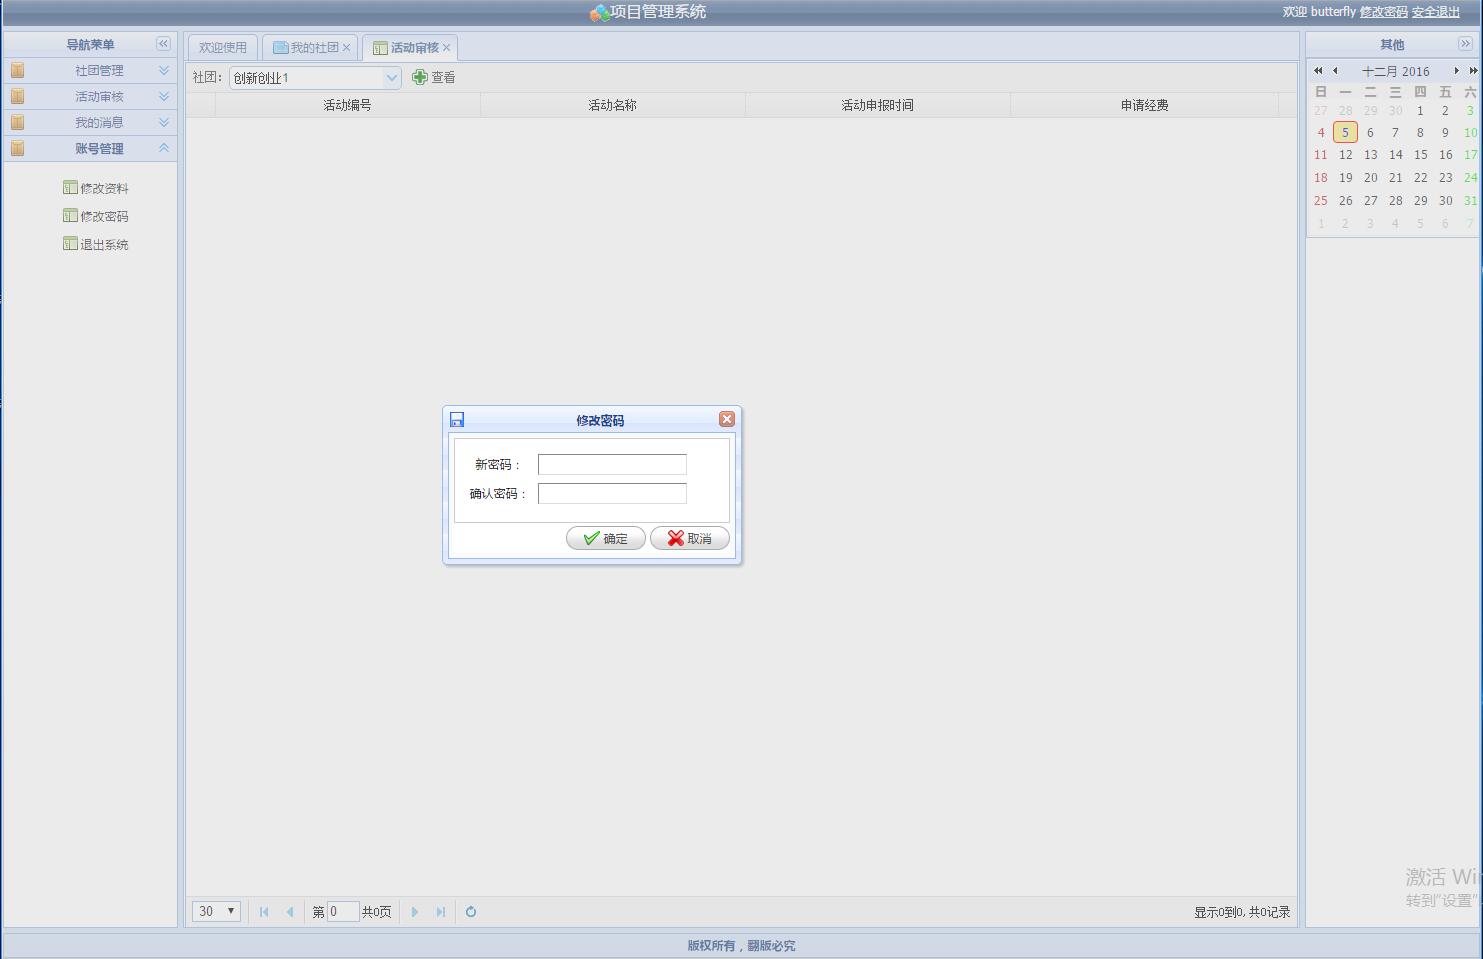 项目管理系统
欢迎 butterfly 修改密码 安全退出
导航菜单
社团管理
活动审核
我的消息
账号管理
修改资料
修改密码
退出系统
欢迎使用
我的社团
活动审核
社团：
创新创业1
查看
活动编号
活动名称
活动申报时间
申请经费
修改密码
新密码：
确认密码：
确定
取消
30
第 0 共0页
显示0到0, 共0记录
其他
十二月 2016
日 一 二 三 四 五 六
27 28 29 30 1 2 3
4 5 6 7 8 9 10
11 12 13 14 15 16 17
18 19 20 21 22 23 24
25 26 27 28 29 30 31
1 2 3 4 5 6 7
激活 Wi
转到"设置"
版权所有，翻版必究